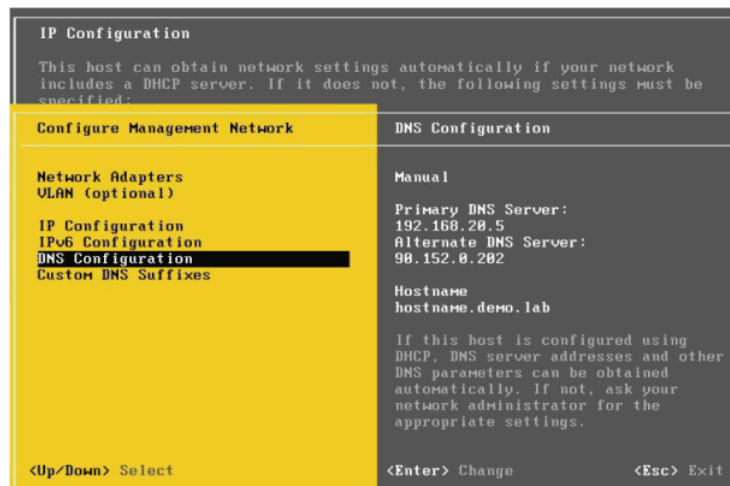 IP Configuration
This host can obtain network settings automatically if your network
includes a DHCP server. If it does not, the following settings must be
specified:
Configure Management Network
Network Adapters
VLAN (optional)
IP Configuration
IPv6 Configuration
DNS Configuration
Custom DNS Suffixes
<Up/Down> Select
DNS Configuration
Manual
Primary DNS Server:
192.168.20.5
Alternate DNS Server:
90.152.0.202
Hostname
hostname.demo.lab
If this host is configured using
DHCP, DNS server addresses and other
DNS parameters can be obtained
automatically. If not, ask your
network administrator for the
appropriate settings.
<Enter> Change <Esc> Exit